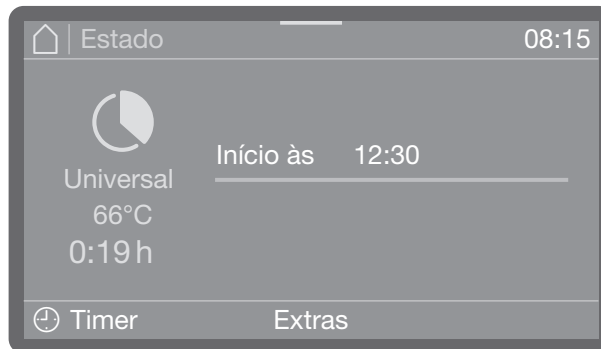 Estado 08:15
Início às 12:30
Universal
66°C
0:19 h
Timer Extras